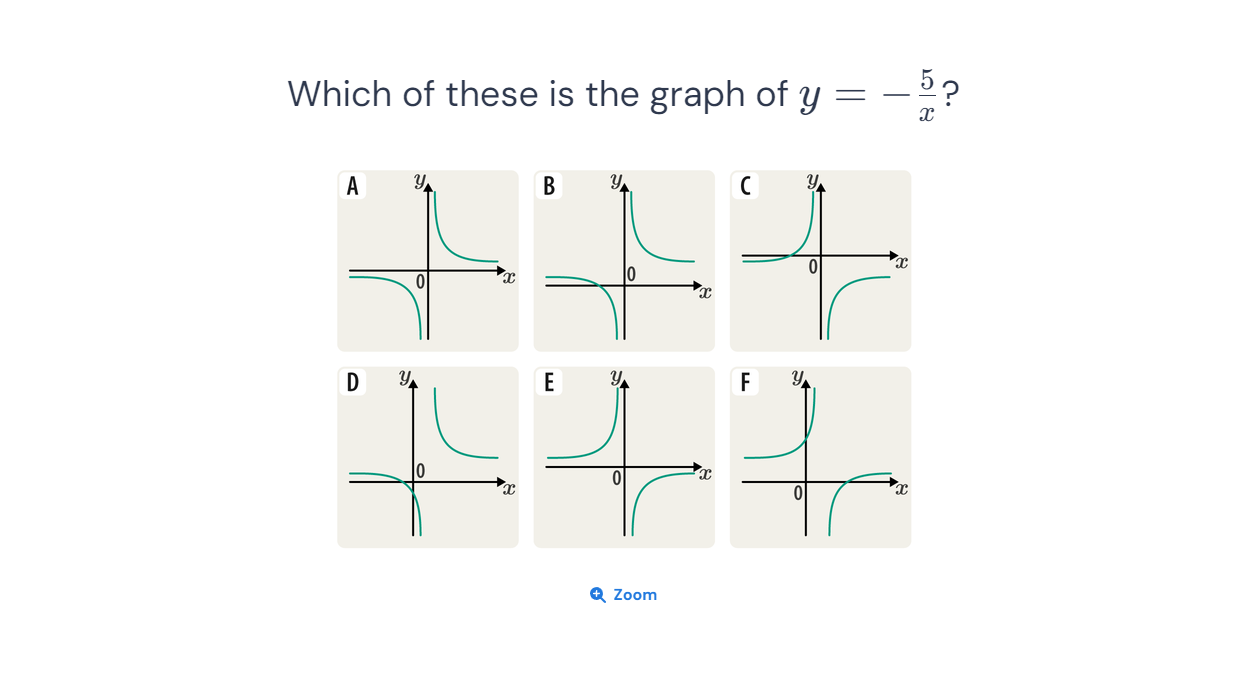 Which of these is the graph of y = −5/x?
A y 0 x
B y 0 x
C y 0 x
D y 0 x
E y 0 x
F y 0 x
Zoom